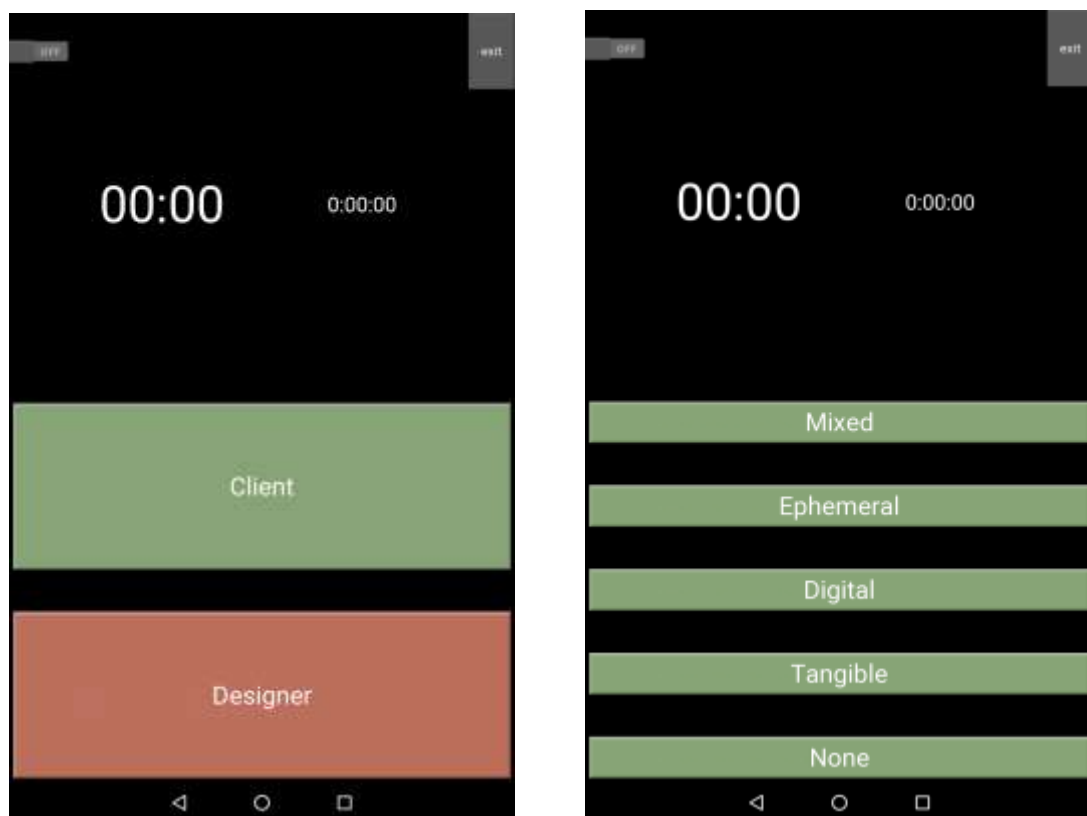 OFF
exit
00:00 0:00:00
Client
Designer
OFF
exit
00:00 0:00:00
Mixed
Ephemeral
Digital
Tangible
None